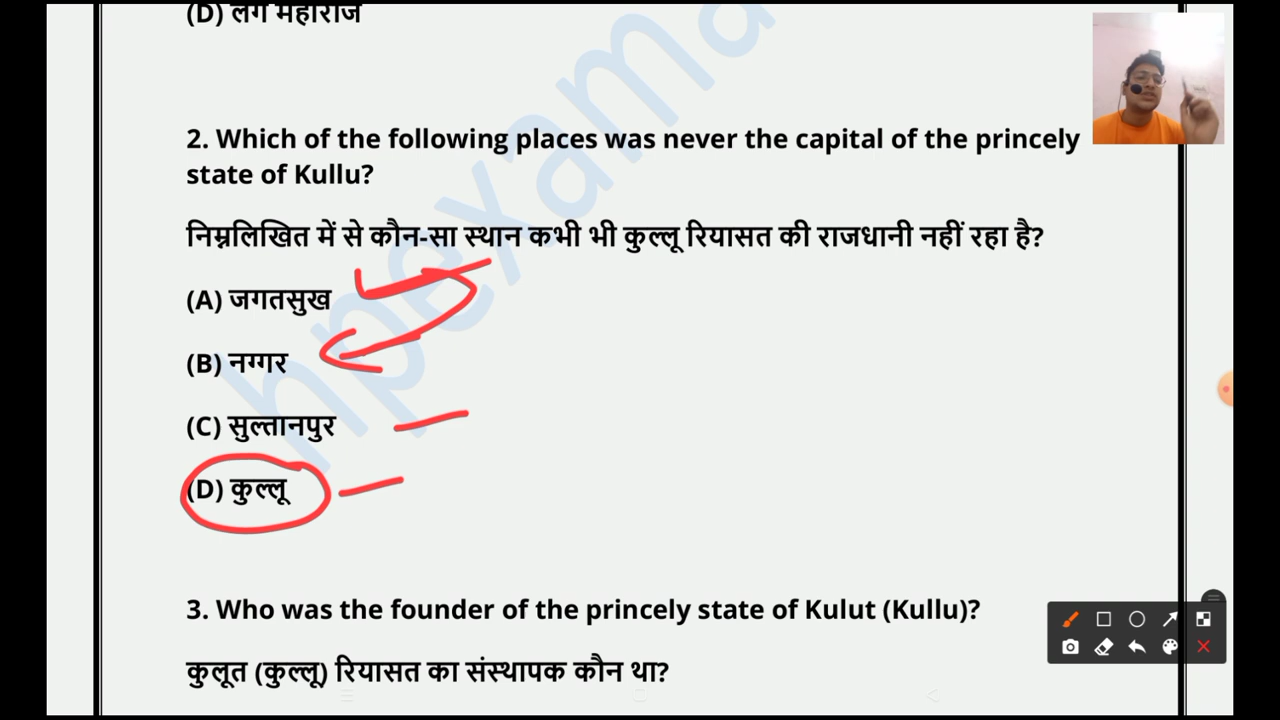 (D) लग महाराज
2. Which of the following places was never the capital of the princely
state of Kullu?
निम्नलिखित में से कौन-सा स्थान कभी भी कुल्लू रियासत की राजधानी नहीं रहा है?
(A) जगतसुख
(B) नग्गर
(C) सुल्तानपुर
(D) कुल्लू
3. Who was the founder of the princely state of Kulut (Kullu)?
कुलूत (कुल्लू) रियासत का संस्थापक कौन था?
hpexama